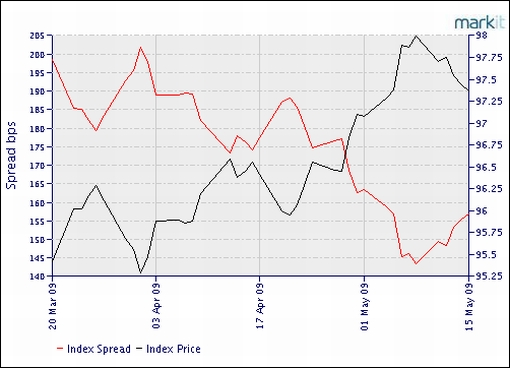 markit
205
200
195
190
185
180
175
170
165
160
155
150
145
140
Spread bps
98
97.75
97.5
97.25
97
96.75
96.5
96.25
96
95.75
95.5
95.25
20 Mar 09
03 Apr 09
17 Apr 09
01 May 09
15 May 09
Index Spread
Index Price